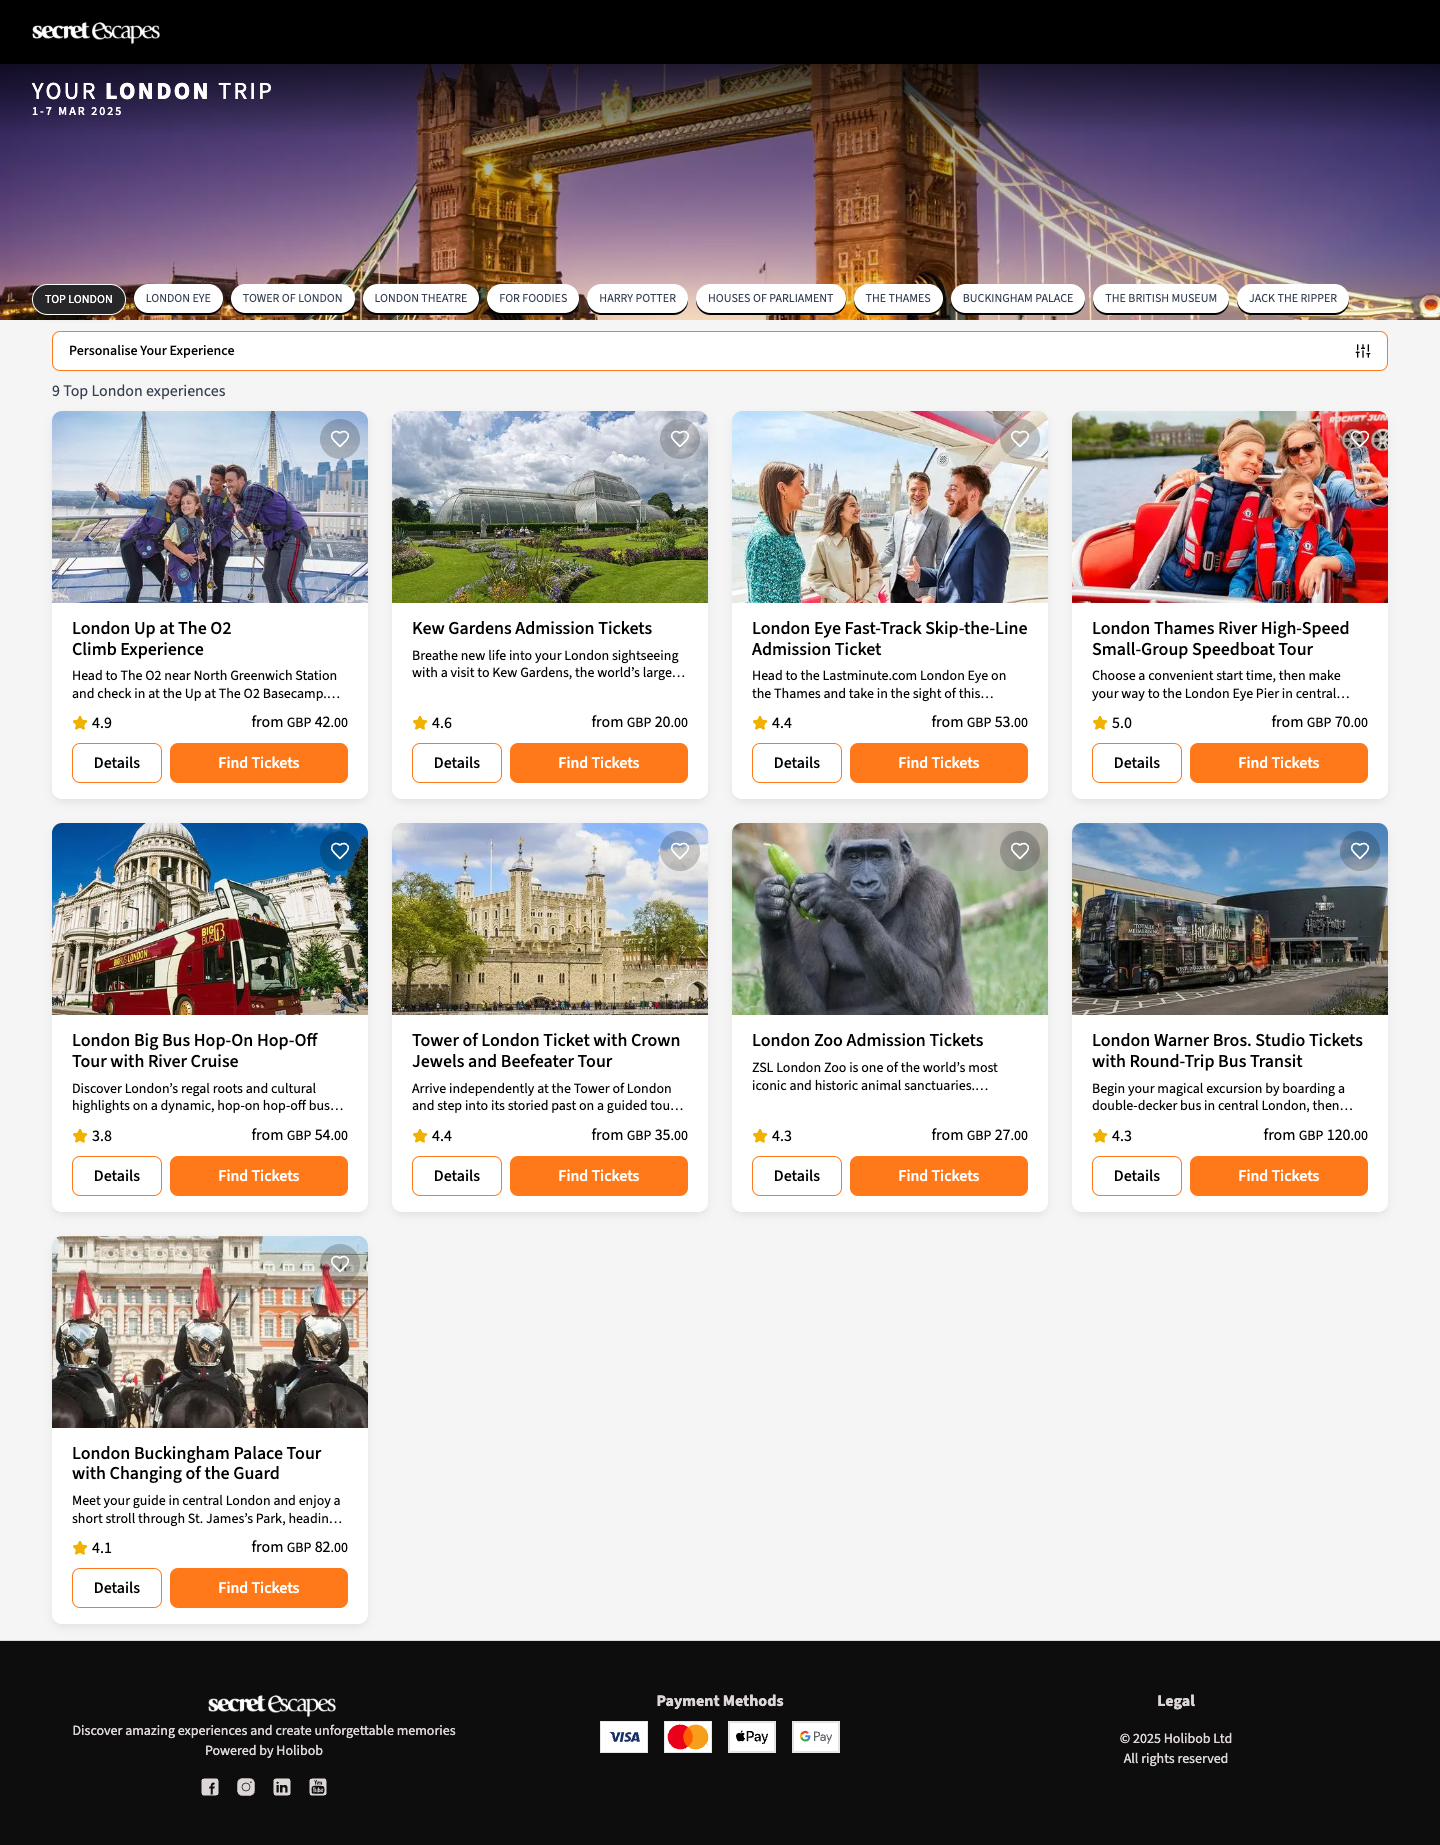 secret Escapes
YOUR LONDON TRIP
1-7 MAR 2025
TOP LONDON
LONDON EYE
TOWER OF LONDON
LONDON THEATRE
FOR FOODIES
HARRY POTTER
HOUSES OF PARLIAMENT
THE THAMES
BUCKINGHAM PALACE
THE BRITISH MUSEUM
JACK THE RIPPER
Personalise Your Experience
9 Top London experiences
London Up at The O2
Climb Experience
Head to The O2 near North Greenwich Station
and check in at the Up at The O2 Basecamp.…
4.9
from GBP 42.00
Details
Find Tickets
Kew Gardens Admission Tickets
Breathe new life into your London sightseeing
with a visit to Kew Gardens, the world’s large…
4.6
from GBP 20.00
Details
Find Tickets
London Eye Fast-Track Skip-the-Line
Admission Ticket
Head to the Lastminute.com London Eye on
the Thames and take in the sight of this…
4.4
from GBP 53.00
Details
Find Tickets
ROCKET JUN
London Thames River High-Speed
Small-Group Speedboat Tour
Choose a convenient start time, then make
your way to the London Eye Pier in central…
5.0
from GBP 70.00
Details
Find Tickets
BIG
BUS
BIGBUS·LONDON
London Big Bus Hop-On Hop-Off
Tour with River Cruise
Discover London’s regal roots and cultural
highlights on a dynamic, hop-on hop-off bus…
3.8
from GBP 54.00
Details
Find Tickets
Tower of London Ticket with Crown
Jewels and Beefeater Tour
Arrive independently at the Tower of London
and step into its storied past on a guided tou…
4.4
from GBP 35.00
Details
Find Tickets
London Zoo Admission Tickets
ZSL London Zoo is one of the world’s most
iconic and historic animal sanctuaries.…
4.3
from GBP 27.00
Details
Find Tickets
Harry Potter
Harry Potter
London Warner Bros. Studio Tickets
with Round-Trip Bus Transit
Begin your magical excursion by boarding a
double-decker bus in central London, then…
4.3
from GBP 120.00
Details
Find Tickets
London Buckingham Palace Tour
with Changing of the Guard
Meet your guide in central London and enjoy a
short stroll through St. James’s Park, headin…
4.1
from GBP 82.00
Details
Find Tickets
secret Escapes
Discover amazing experiences and create unforgettable memories
Powered by Holibob
You
Tube
Payment Methods
VISA
Pay
G Pay
Legal
© 2025 Holibob Ltd
All rights reserved